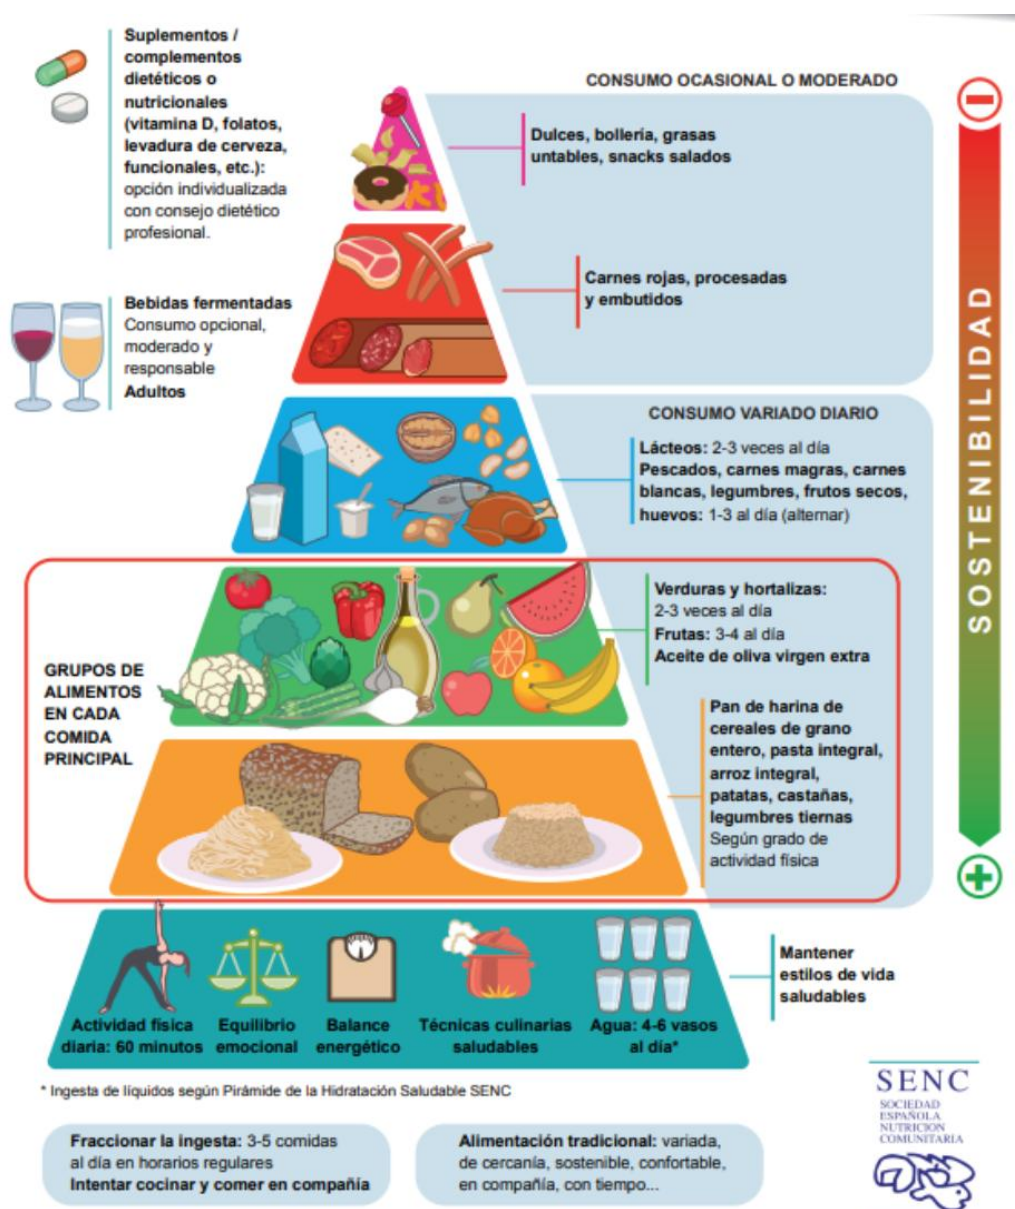 Suplementos /
complementos
dietéticos o
nutricionales
(vitamina D, folatos,
levadura de cerveza,
funcionales, etc.):
opción individualizada
con consejo dietético
profesional.
CONSUMO OCASIONAL O MODERADO
Dulces, bollería, grasas
untables, snacks salados
Carnes rojas, procesadas
y embutidos
Bebidas fermentadas
Consumo opcional,
moderado y
responsable
Adultos
CONSUMO VARIADO DIARIO
Lácteos: 2-3 veces al día
Pescados, carnes magras, carnes
blancas, legumbres, frutos secos,
huevos: 1-3 al día (alternar)
Verduras y hortalizas:
2-3 veces al día
Frutas: 3-4 al día
Aceite de oliva virgen extra
GRUPOS DE
ALIMENTOS
EN CADA
COMIDA
PRINCIPAL
Pan de harina de
cereales de grano
entero, pasta integral,
arroz integral,
patatas, castañas,
legumbres tiernas
Según grado de
actividad física
SOSTENIBILIDAD
Mantener
estilos de vida
saludables
Actividad física
diaria: 60 minutos
Equilibrio
emocional
Balance
energético
Técnicas culinarias
saludables
Agua: 4-6 vasos
al día*
* Ingesta de líquidos según Pirámide de la Hidratación Saludable SENC
Fraccionar la ingesta: 3-5 comidas
al día en horarios regulares
Intentar cocinar y comer en compañía
Alimentación tradicional: variada,
de cercanía, sostenible, confortable,
en compañía, con tiempo...
SENC
SOCIEDAD
ESPAÑOLA
NUTRICION
COMUNITARIA